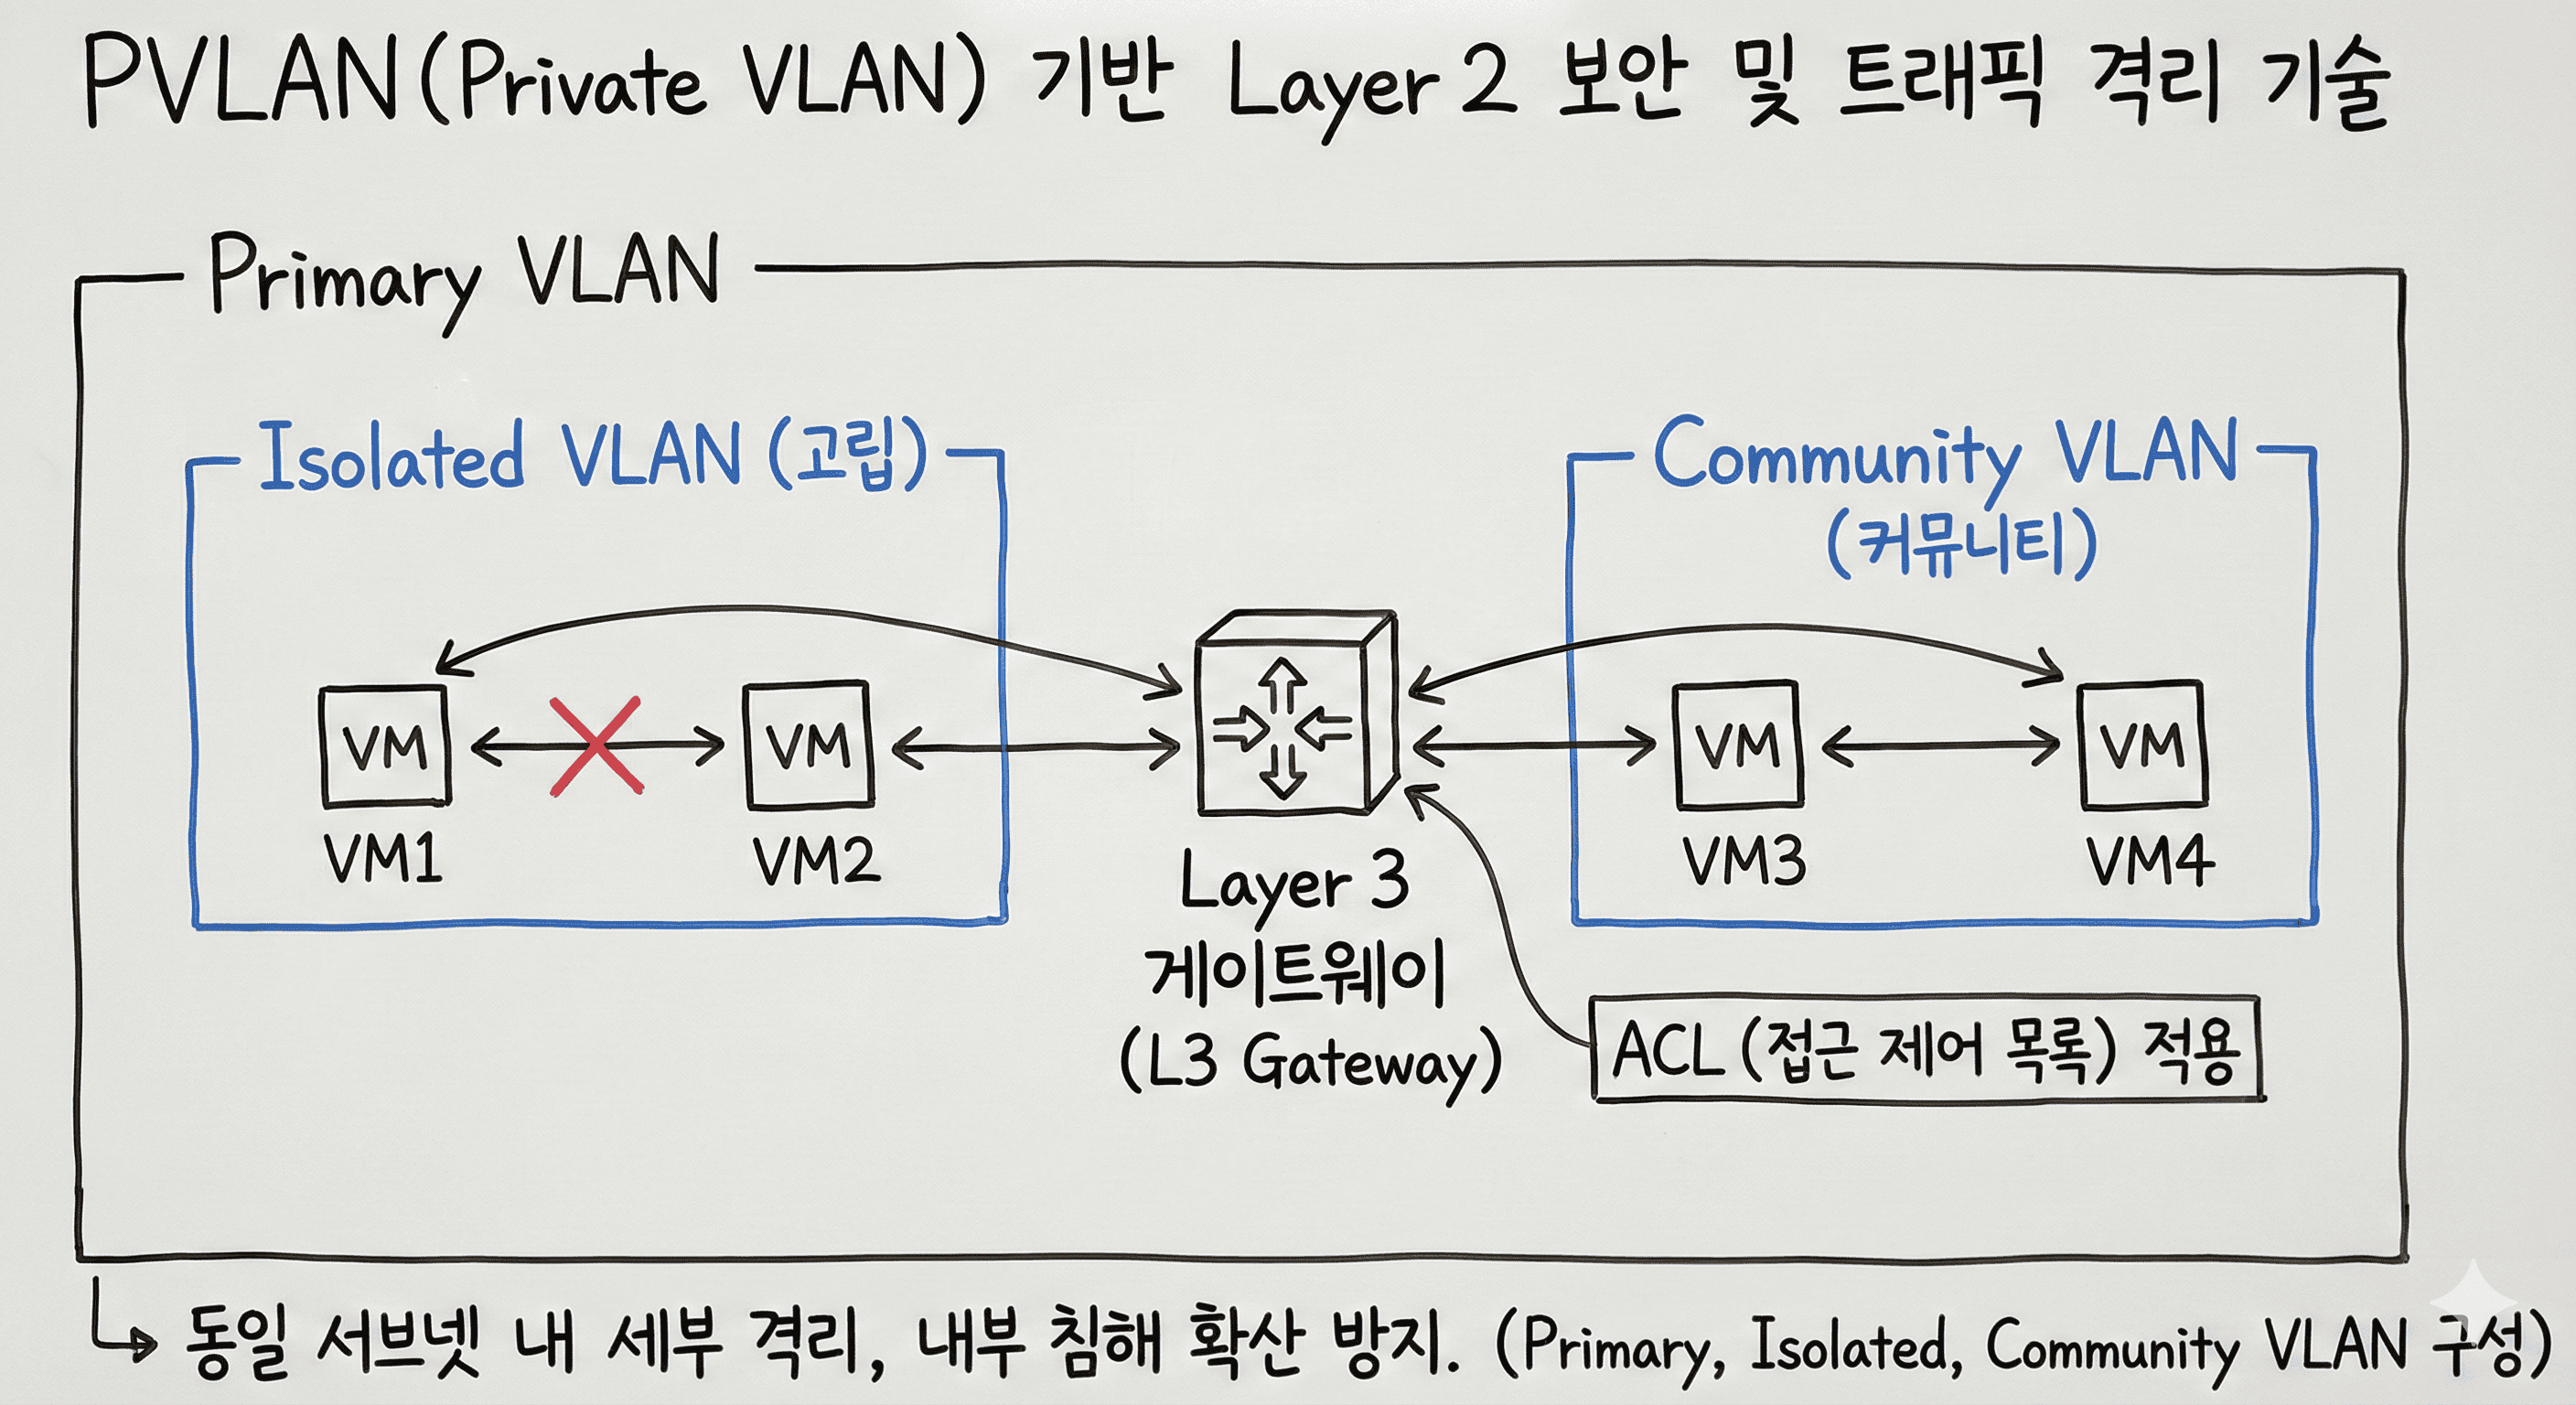 PVLAN(Private VLAN) 기반 Layer 2 보안 및 트래픽 격리 기술
Primary VLAN
Isolated VLAN (고립)
Community VLAN
(커뮤니티)
VM
VM
VM
VM
VM1
VM2
VM3
VM4
Layer 3
게이트웨이
(L3 Gateway)
ACL (접근 제어 목록) 적용
동일 서브넷 내 세부 격리, 내부 침해 확산 방지. (Primary, Isolated, Community VLAN 구성)